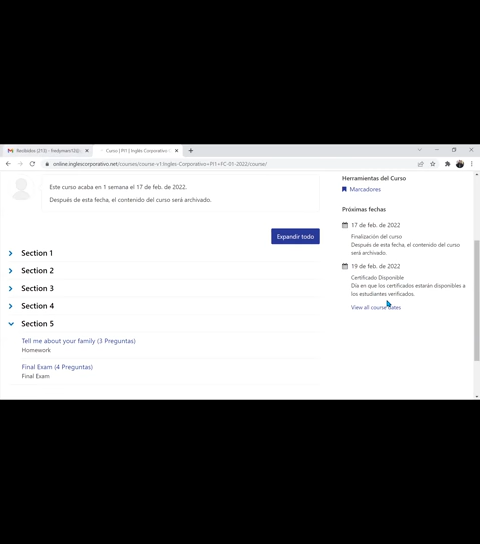 Recibidos (213) - fredyman
Curso | PI1 | Inglés Corporativo-
online.inglescorporativo.net/courses/course-v1:Ingles-Corporativo+PI1+FC-01-2022/course/
Este curso acaba en 1 semana el 17 de feb. de 2022.
Después de esta fecha, el contenido del curso será archivado.
Expandir todo
Section 1
Section 2
Section 3
Section 4
Section 5
Tell me about your family (3 Preguntas)
Homework
Final Exam (4 Preguntas)
Final Exam
Herramientas del Curso
Marcadores
Próximas fechas
17 de feb. de 2022
Finalización del curso
Después de esta fecha, el contenido del curso
será archivado.
19 de feb. de 2022
Certificado Disponible
Día en que los certificados estarán disponibles a
los estudiantes verificados.
View all course dates